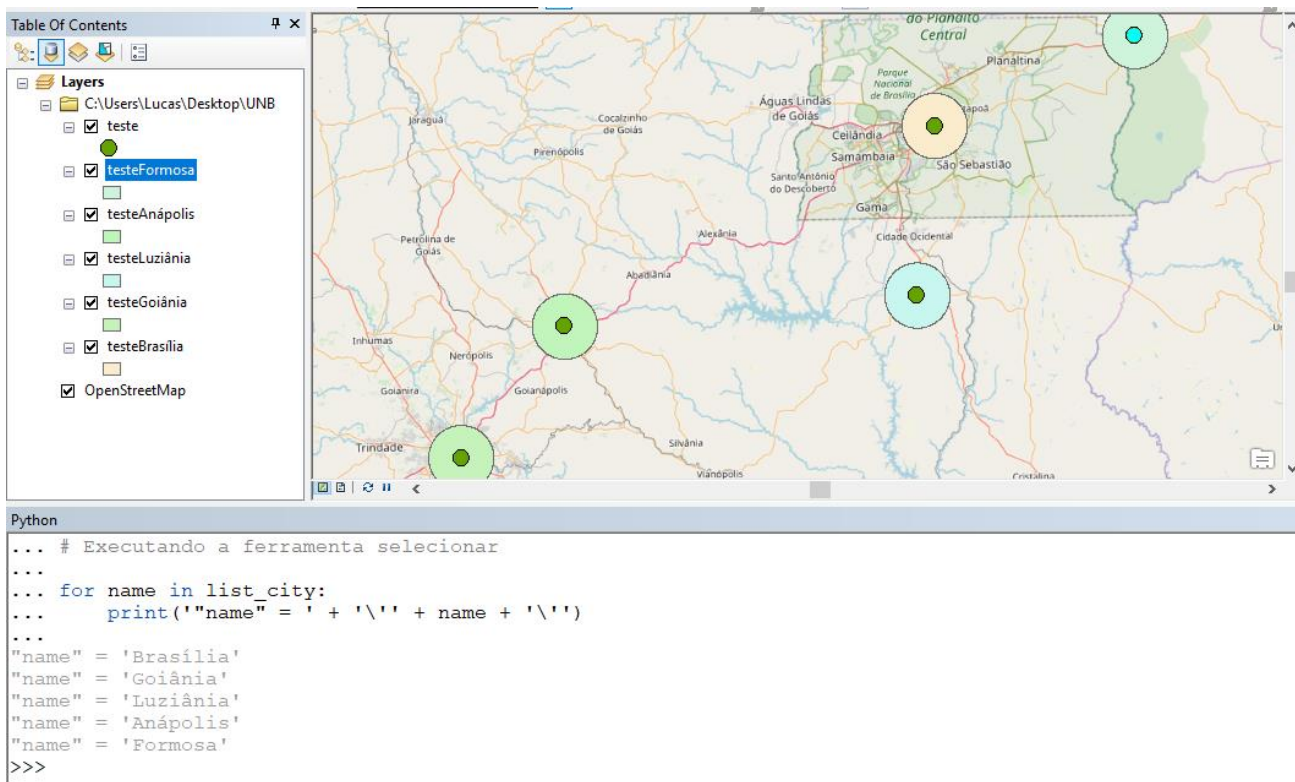 Table Of Contents
Layers
C:\Users\Lucas\Desktop\UNB
teste
testeFormosa
testeAnápolis
testeLuziânia
testeGoiânia
testeBrasília
OpenStreetMap
do Planalto
Central
Planaltina
Parque
Nacional
de Brasília
Águas Lindas
de Goiás
Jaraguá
Cocalzinho
de Goiás
Pirenópolis
Ceilândia
Samambaia
São Sebastião
Santo Antônio
do Descoberto
Gama
Petrolina de
Goiás
Alexânia
Cidade Ocidental
Abadiânia
Inhumas
Nerópolis
Goianira
Goianápolis
Trindade
Silvânia
Vianópolis
Cristalina
Python
... # Executando a ferramenta selecionar
...
... for name in list_city:
...     print('"name" = ' + '\'' + name + '\'')
...
"name" = 'Brasília'
"name" = 'Goiânia'
"name" = 'Luziânia'
"name" = 'Anápolis'
"name" = 'Formosa'
>>>